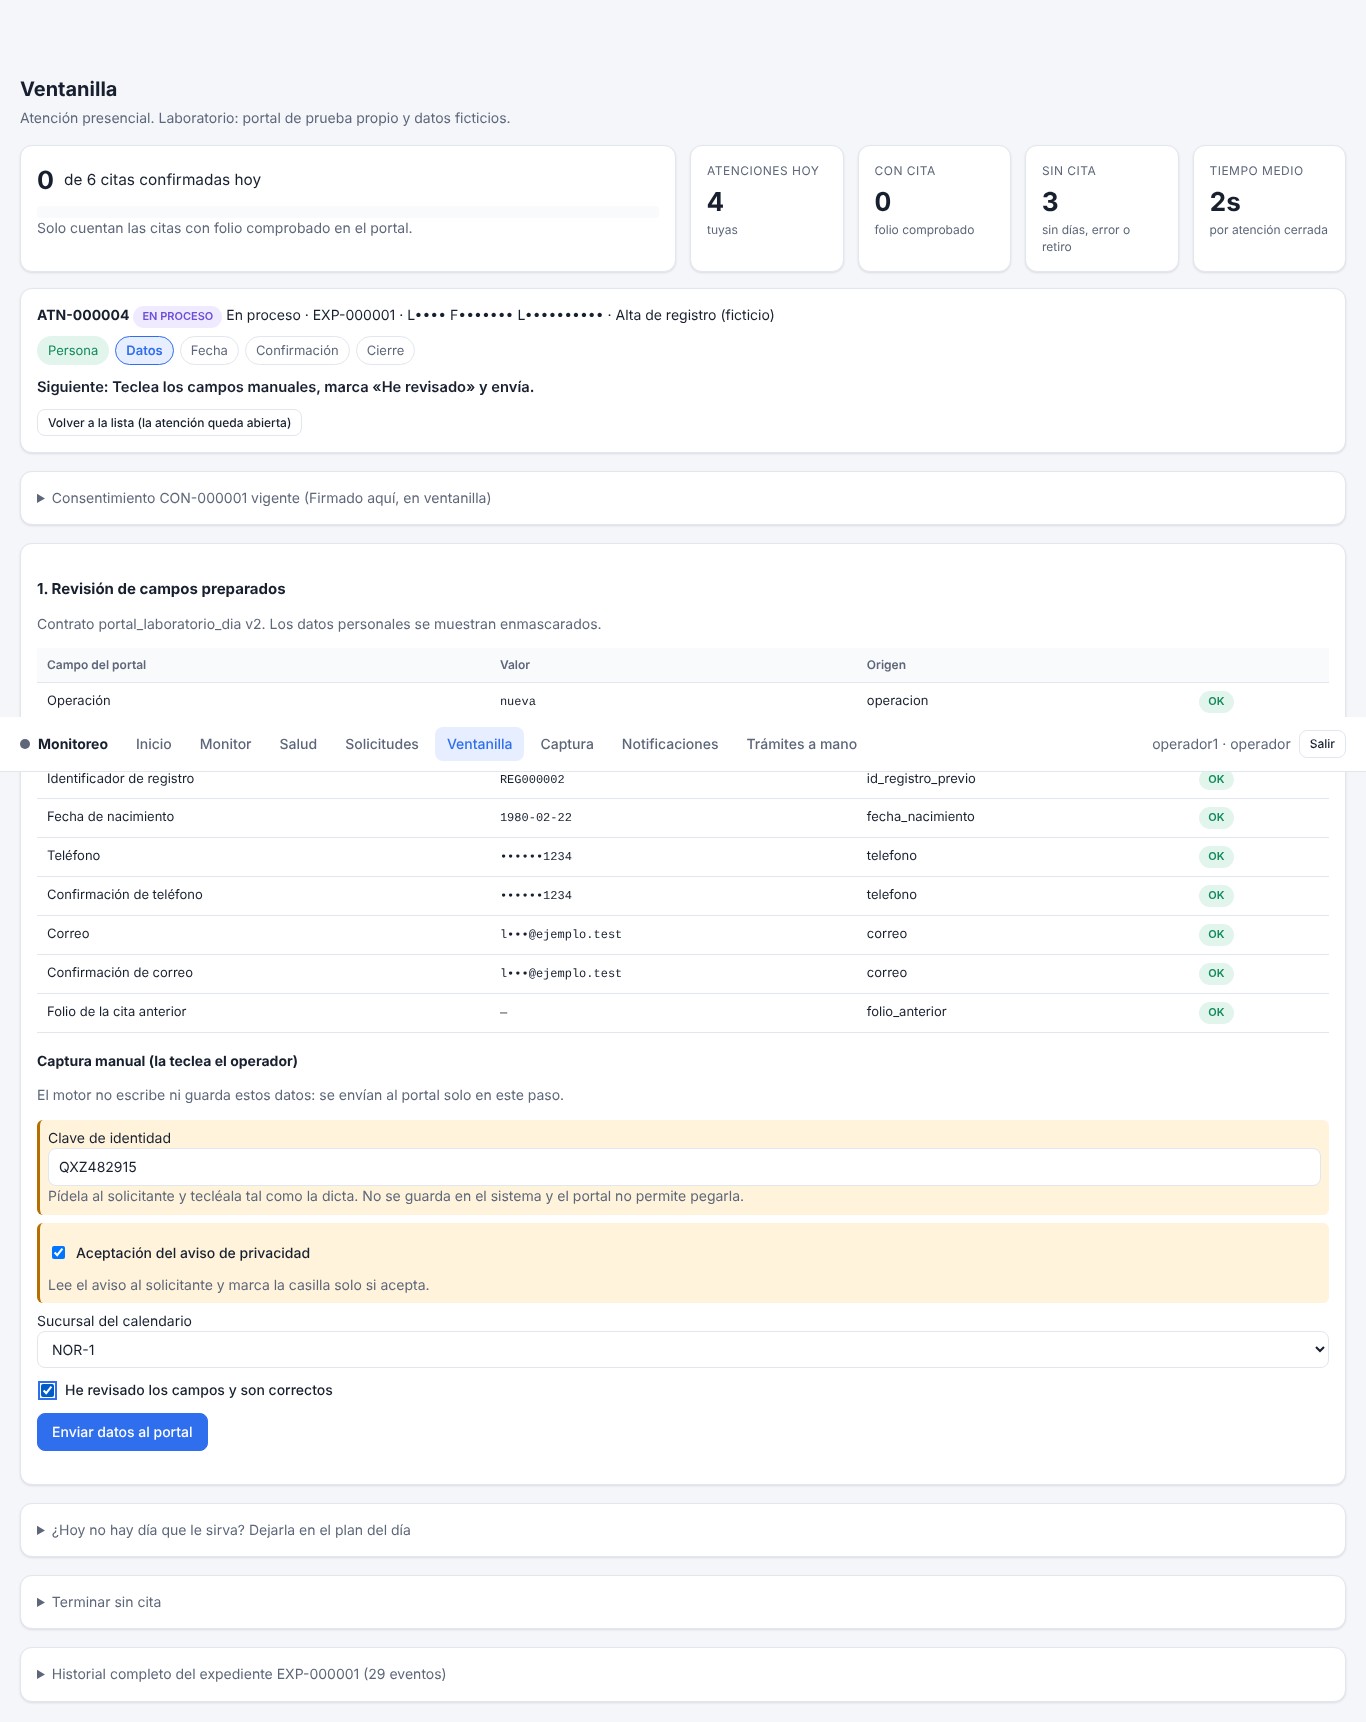 Ventanilla
Atención presencial. Laboratorio: portal de prueba propio y datos ficticios.
0 de 6 citas confirmadas hoy
Solo cuentan las citas con folio comprobado en el portal.
ATENCIONES HOY
4
tuyas
CON CITA
0
folio comprobado
SIN CITA
3
sin días, error o
retiro
TIEMPO MEDIO
2s
por atención cerrada
ATN-000004 EN PROCESO En proceso · EXP-000001 · L•••• F••••••• L•••••••••• · Alta de registro (ficticio)
Persona Datos Fecha Confirmación Cierre
Siguiente: Teclea los campos manuales, marca «He revisado» y envía.
Volver a la lista (la atención queda abierta)
▶ Consentimiento CON-000001 vigente (Firmado aquí, en ventanilla)
1. Revisión de campos preparados
Contrato portal_laboratorio_dia v2. Los datos personales se muestran enmascarados.
Campo del portal Valor Origen
Operación nueva operacion OK
Monitoreo Inicio Monitor Salud Solicitudes Ventanilla Captura Notificaciones Trámites a mano operador1 · operador Salir
Identificador de registro REG000002 id_registro_previo OK
Fecha de nacimiento 1980-02-22 fecha_nacimiento OK
Teléfono ••••••1234 telefono OK
Confirmación de teléfono ••••••1234 telefono OK
Correo l•••@ejemplo.test correo OK
Confirmación de correo l•••@ejemplo.test correo OK
Folio de la cita anterior — folio_anterior OK
Captura manual (la teclea el operador)
El motor no escribe ni guarda estos datos: se envían al portal solo en este paso.
Clave de identidad
QXZ482915
Pídela al solicitante y tecléala tal como la dicta. No se guarda en el sistema y el portal no permite pegarla.
Aceptación del aviso de privacidad
Lee el aviso al solicitante y marca la casilla solo si acepta.
Sucursal del calendario
NOR-1
He revisado los campos y son correctos
Enviar datos al portal
▶ ¿Hoy no hay día que le sirva? Dejarla en el plan del día
▶ Terminar sin cita
▶ Historial completo del expediente EXP-000001 (29 eventos)